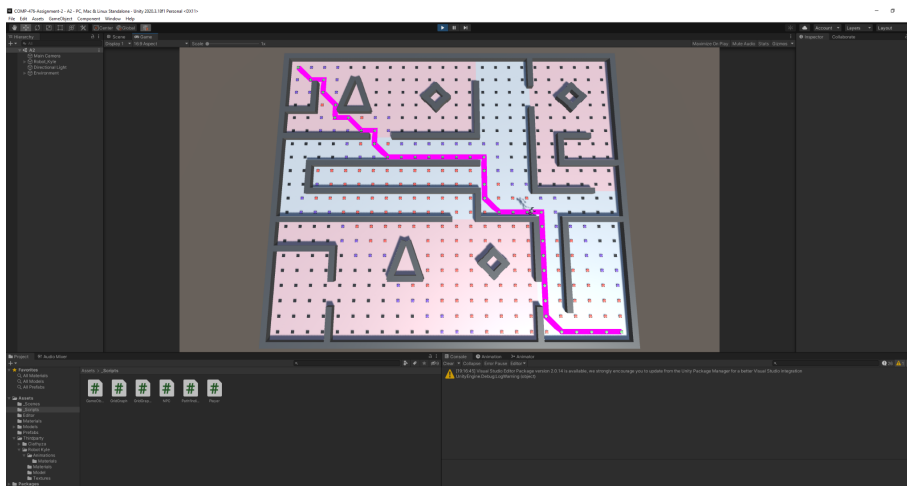 COMP-476-Assignment-2 - A2 - PC, Mac & Linux Standalone - Unity 2020.3.19f1 Personal <DX11>
File Edit Assets GameObject Component Window Help
Center Global
Account Layers Layout
Hierarchy
Scene Game
Inspector Collaborate
Display 1 16:9 Aspect Scale 1x
Maximize On Play Mute Audio Stats Gizmos
A2
Main Camera
Robot_Kyle
Directional Light
Environment
Project Audio Mixer
Console Animation Animator
Clear Collapse Error Pause Editor
Favorites
All Materials
All Models
All Prefabs
Assets > _Scripts
Visual Studio Editor Package version 2.0.14 is available, we strongly encourage you to update from the Unity Package Manager for a better Visual Studio integration
UnityEngine.Debug:LogWarning (object)
Assets
_Scenes
_Scripts
Editor
Materials
Models
Prefabs
Thirdparty
Robot Kyle
Animations
Materials
Materials
Model
Textures
Packages
NPC
Player